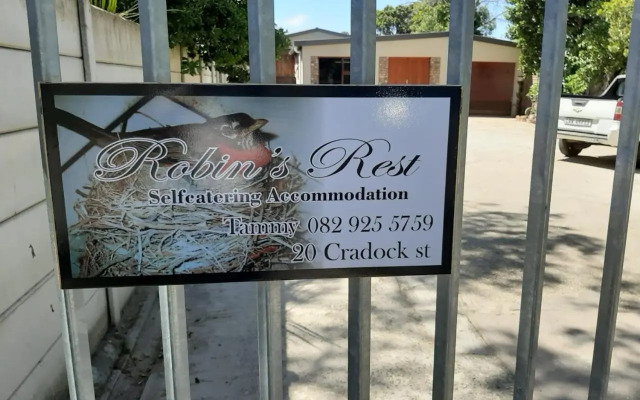 Robin's Rest
Selfcatering Accommodation
Tammy 082 925 5759
20 Cradock st